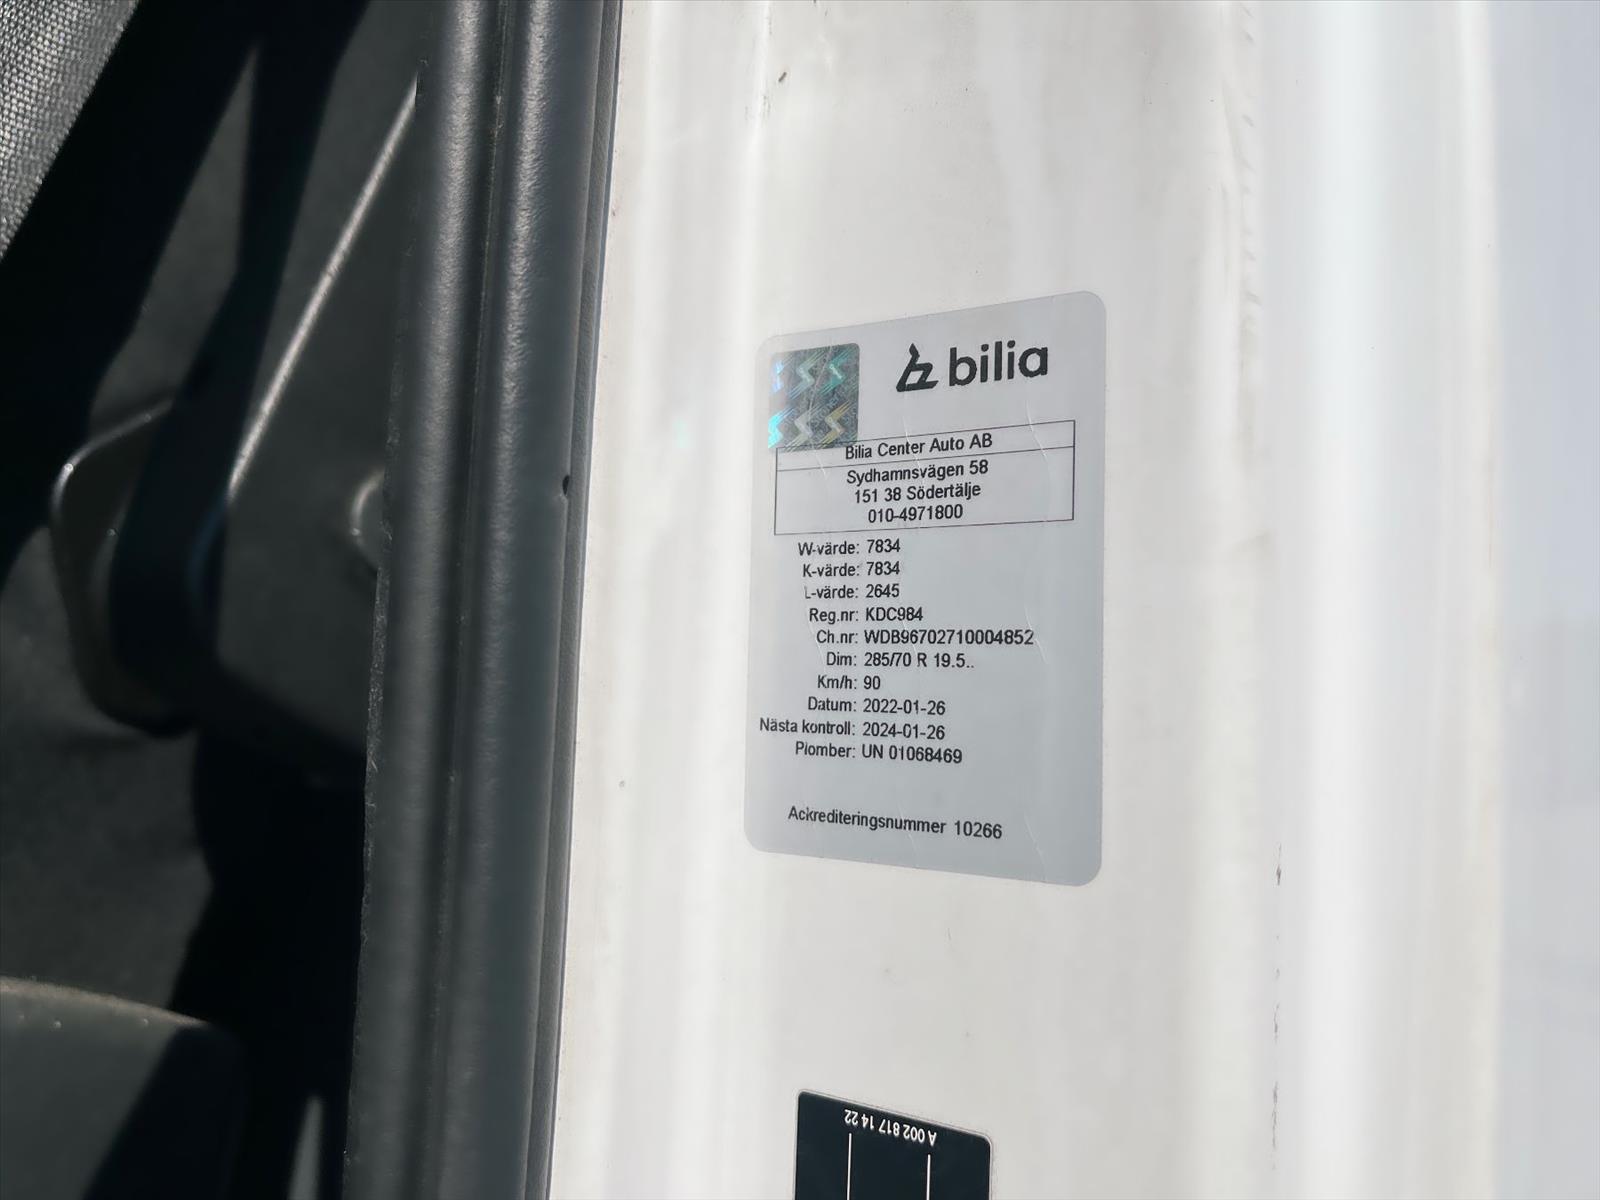 bilia
Bilia Center Auto AB
Sydhamnsvägen 58
151 38 Södertälje
010-4971800
W-värde: 7834
K-värde: 7834
L-värde: 2645
Reg.nr: KDC984
Ch.nr: WDB96702710004852
Dim: 285/70 R 19.5..
Km/h: 90
Datum: 2022-01-26
Nästa kontroll: 2024-01-26
Plomber: UN 01068469
Ackrediteringsnummer 10266
A 002 817 14 22